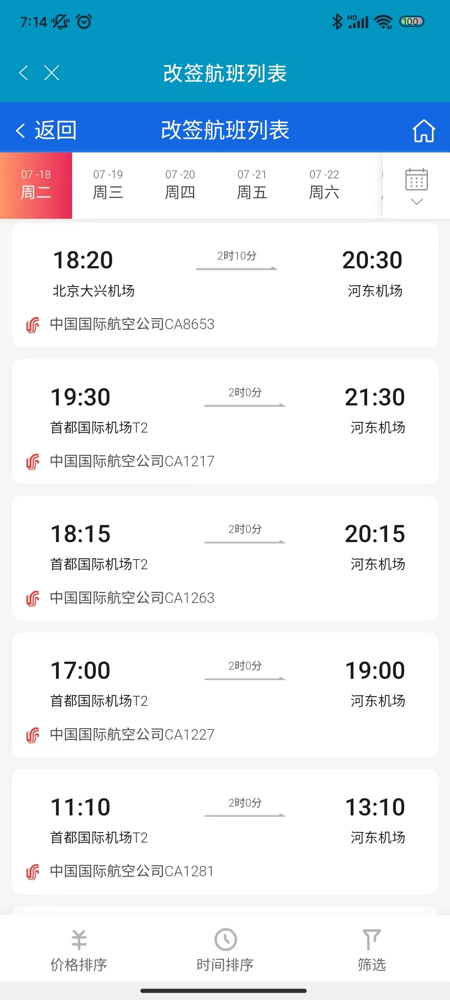 7:14 HD 100
改签航班列表
返回 改签航班列表
07 -18 07 -19 07 -20 07 -21 07 -22
周二 周三 周四 周五 周六
18:20 2时10分 20:30
北京大兴机场 河东机场
中国国际航空公司CA8653
19:30 2时0分 21:30
首都国际机场T2 河东机场
中国国际航空公司CA1217
18:15 2时0分 20:15
首都国际机场T2 河东机场
中国国际航空公司CA1263
17:00 2时0分 19:00
首都国际机场T2 河东机场
中国国际航空公司CA1227
11:10 2时0分 13:10
首都国际机场T2 河东机场
中国国际航空公司CA1281
价格排序 时间排序 筛选